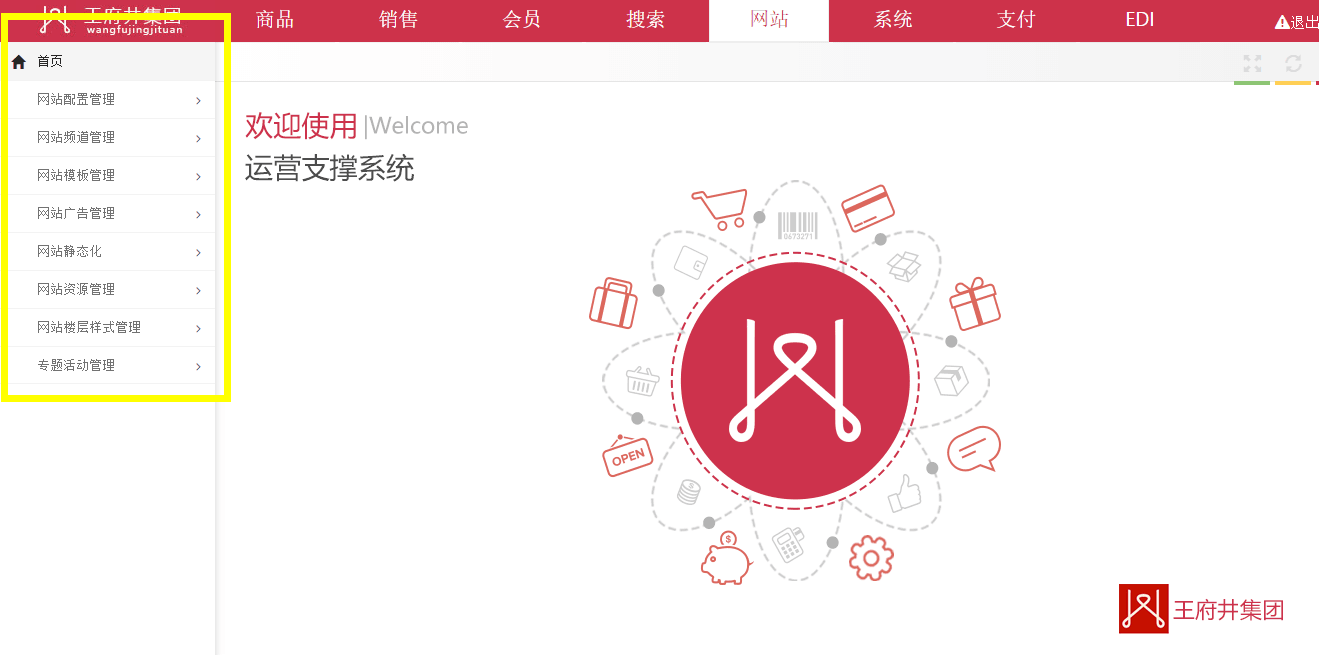 王府井集团
wangfujingjituan
商品
销售
会员
搜索
网站
系统
支付
EDI
退出
首页
网站配置管理
网站频道管理
网站模板管理
网站广告管理
网站静态化
网站资源管理
网站楼层样式管理
专题活动管理
欢迎使用 |Welcome
运营支撑系统
0673271
OPEN
$
王府井集团